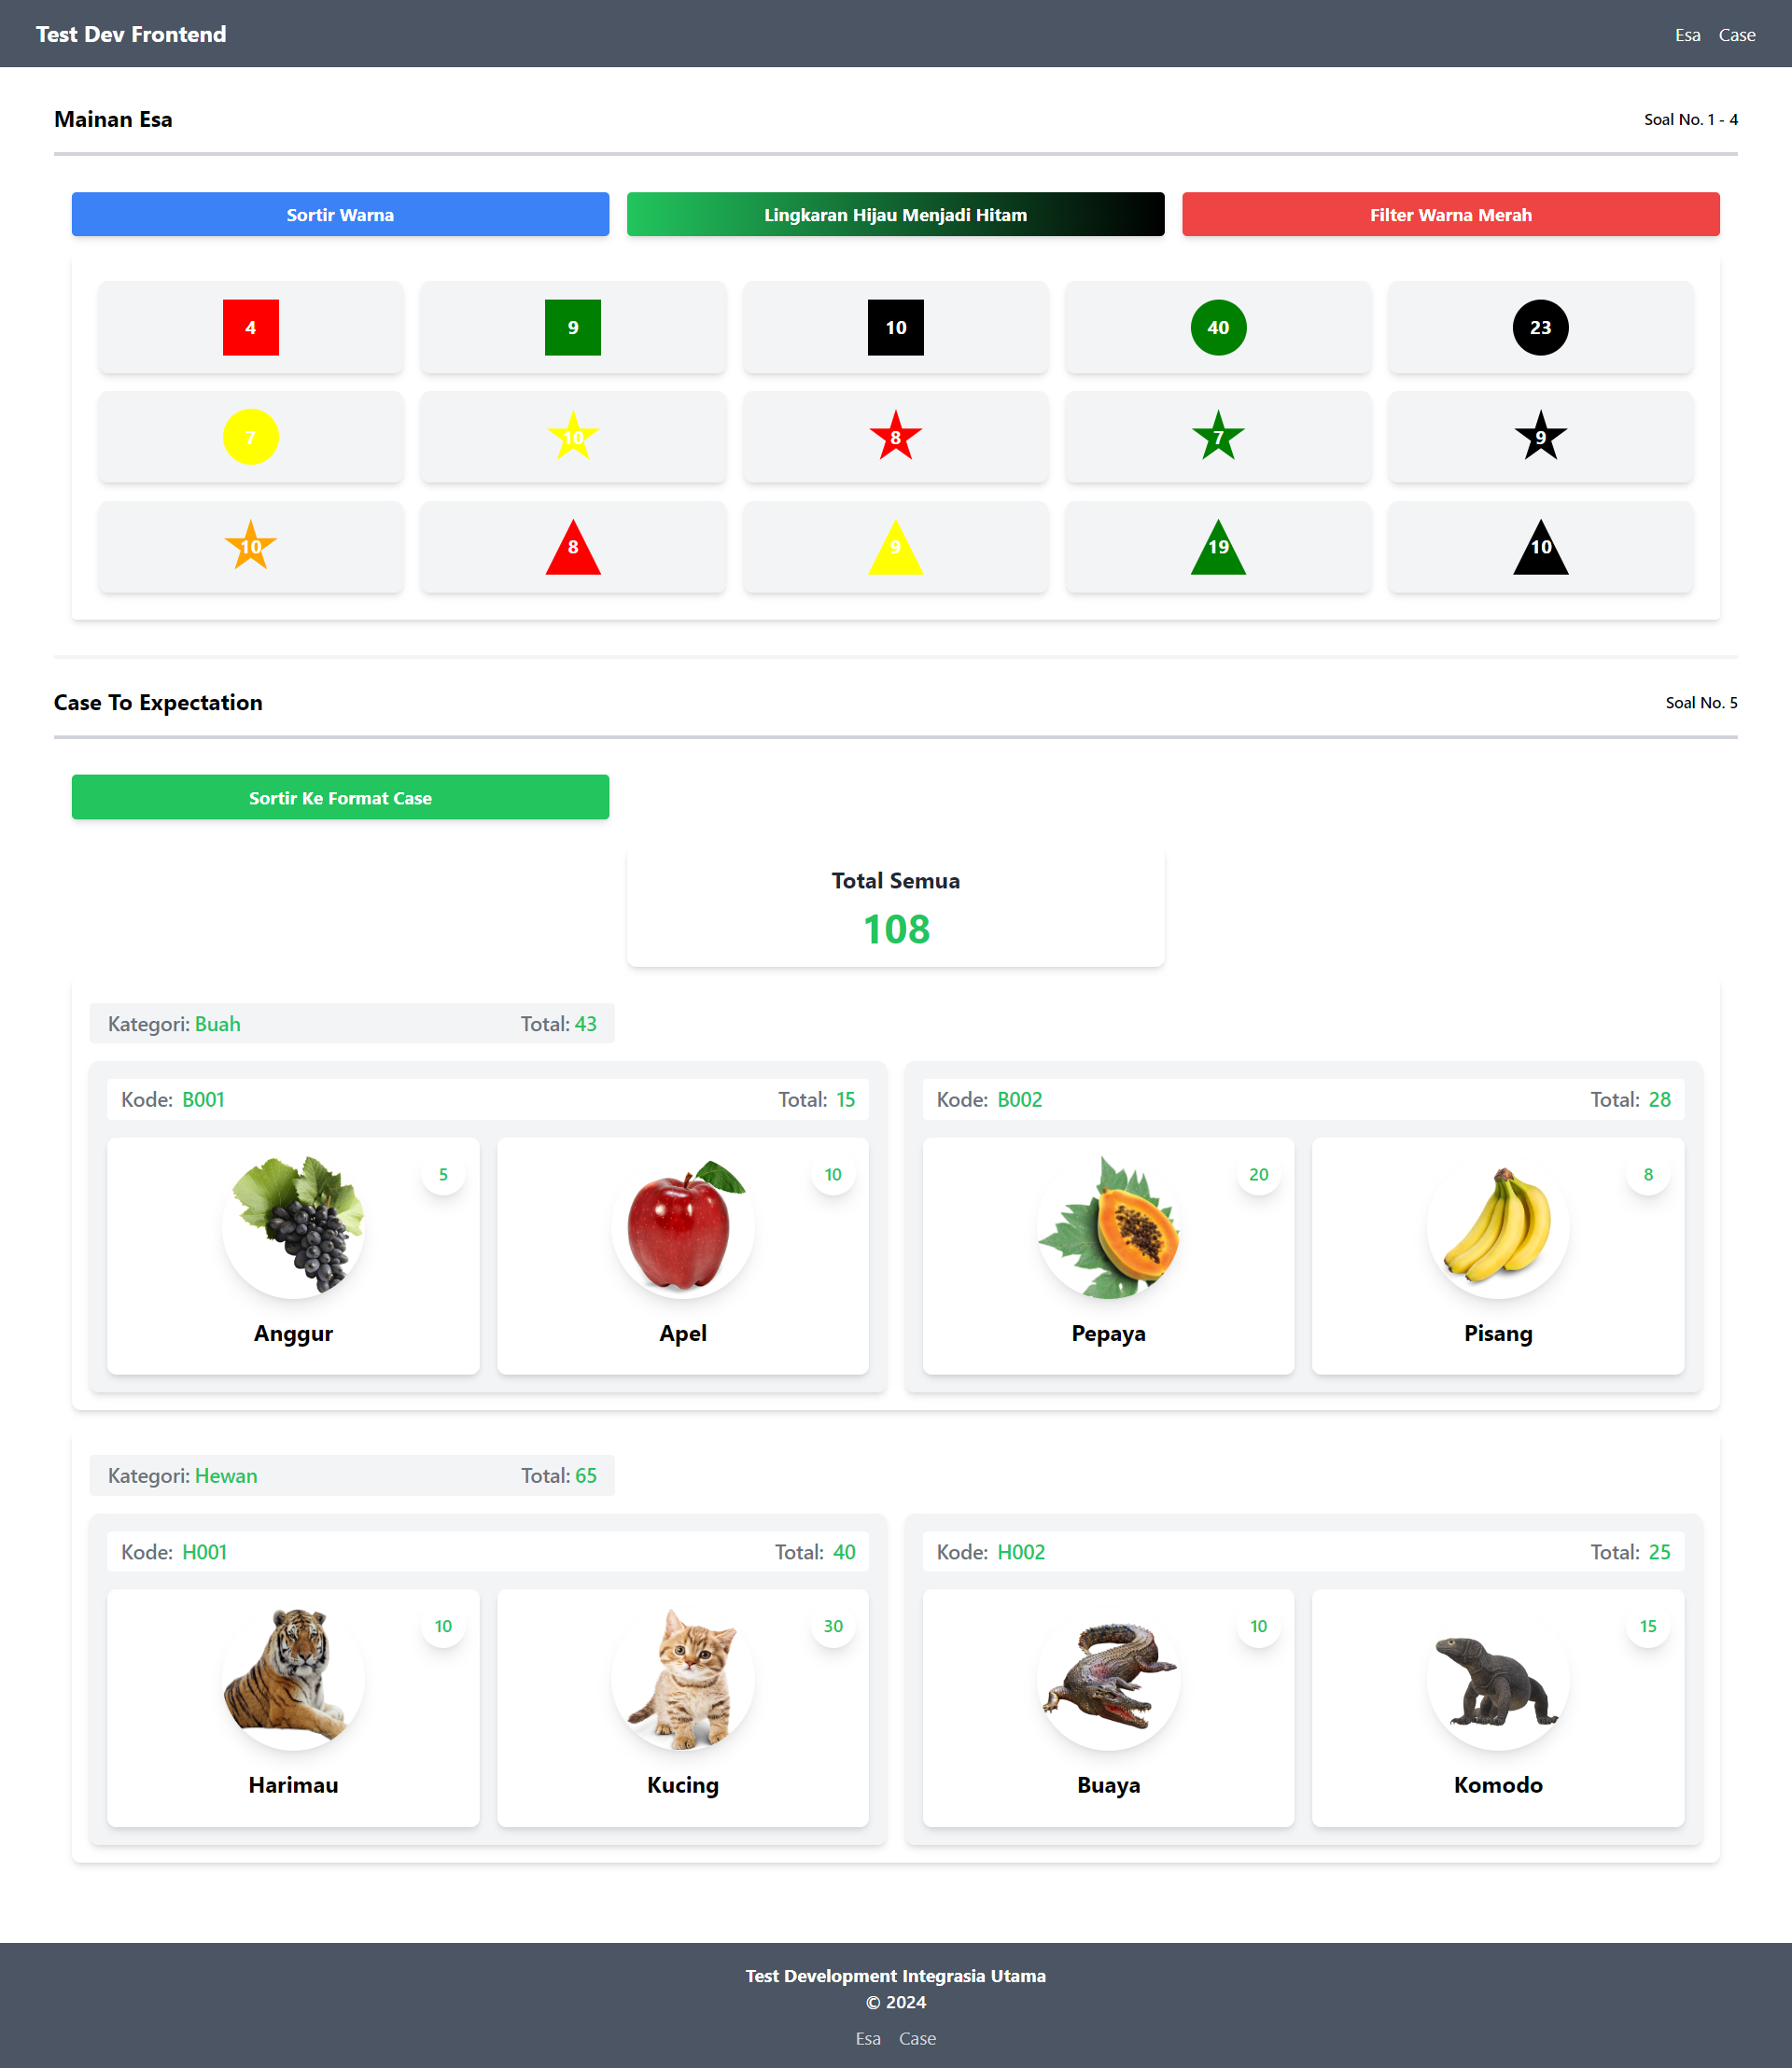 Test Dev Frontend
Esa Case
Mainan Esa
Soal No. 1 - 4
Sortir Warna
Lingkaran Hijau Menjadi Hitam
Filter Warna Merah
4 9 10 40 23
7 10 8 7 9
10 8 9 19 10
Case To Expectation
Soal No. 5
Sortir Ke Format Case
Total Semua
108
Kategori: Buah Total: 43
Kode: B001 Total: 15
Kode: B002 Total: 28
5 10 20 8
Anggur Apel Pepaya Pisang
Kategori: Hewan Total: 65
Kode: H001 Total: 40
Kode: H002 Total: 25
10 30 10 15
Harimau Kucing Buaya Komodo
Test Development Integrasia Utama
© 2024
Esa Case